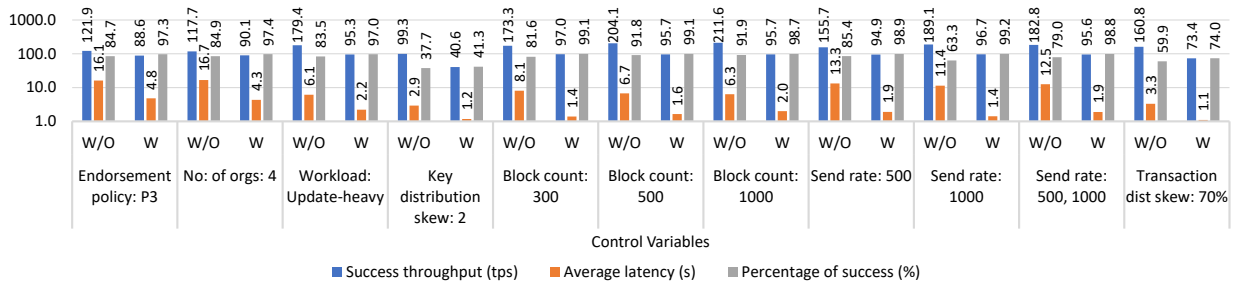 1000.0
100.0
10.0
1.0
121.9 16.1 84.7 88.6 4.8 97.3 117.7 16.7 84.9 90.1 4.3 97.4 179.4 6.1 83.5 95.3 2.2 97.0 99.3 2.9 37.7 40.6 1.2 41.3 173.3 8.1 81.6 97.0 1.4 99.1 204.1 6.7 91.8 95.7 1.6 99.1 211.6 6.3 91.9 95.7 2.0 98.7 155.7 13.3 85.4 94.9 1.9 98.9 189.1 11.4 63.3 96.7 1.4 99.2 182.8 12.5 79.0 95.6 1.9 98.8 160.8 3.3 59.9 73.4 1.1 74.0
W/O W W/O W W/O W W/O W W/O W W/O W W/O W W/O W W/O W W/O W W/O W
Endorsement policy: P3
No: of orgs: 4
Workload: Update-heavy
Key distribution skew: 2
Block count: 300
Block count: 500
Block count: 1000
Send rate: 500
Send rate: 1000
Send rate: 500, 1000
Transaction dist skew: 70%
Control Variables
Success throughput (tps) Average latency (s) Percentage of success (%)